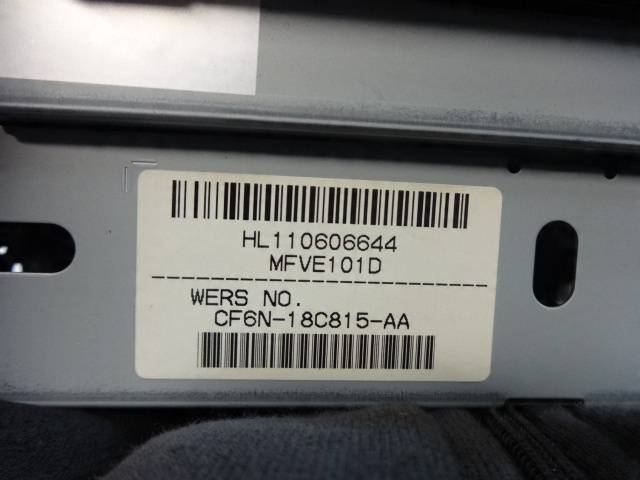 HL110606644
MFVE101D
WERS NO.
CF6N-18C815-AA